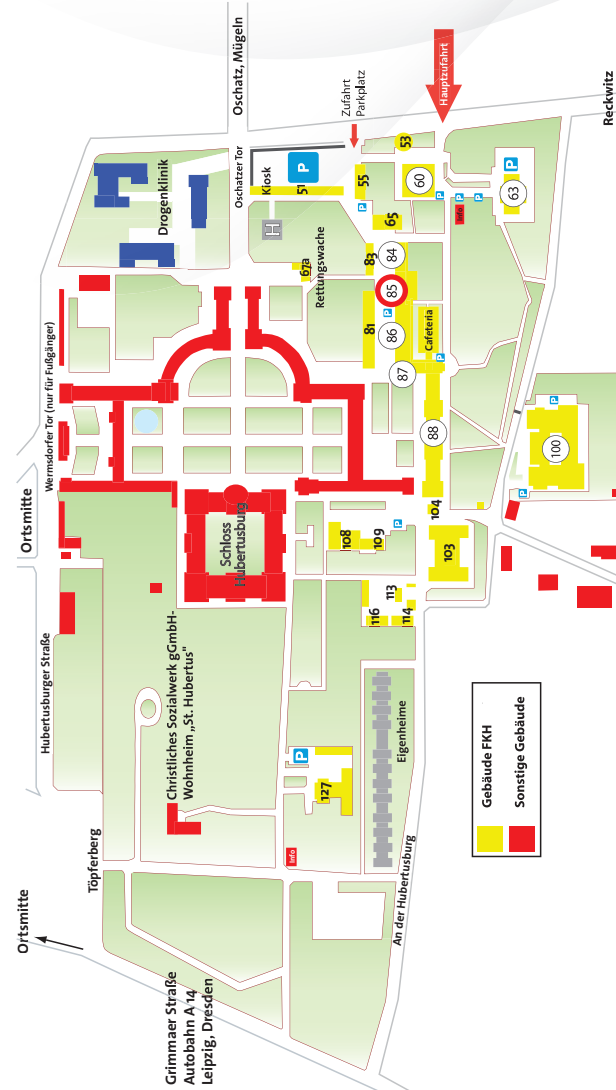 Oschatz, Mügeln
Hauptzufahrt
Zufahrt
Parkplatz
Reckwitz
Oschatzer Tor
Drogenklinik
Kiosk
P
51
55
53
60
P
63
P
Info
P
P
P
H
65
67a
Rettungswache
83
84
85
P
81
86
Cafeteria
87
P
88
P
100
P
Wermsdorfer Tor (nur für Fußgänger)
Ortsmitte
Schloss
Hubertusburg
108
109
P
104
103
113
114
116
Hubertusburger Straße
Christliches Sozialwerk gGmbH-
Wohnheim „St. Hubertus"
P
127
Eigenheime
Info
Töpferberg
An der Hubertusburg
Ortsmitte
Grimmaer Straße
Autobahn A 14
Leipzig, Dresden
Gebäude FKH
Sonstige Gebäude